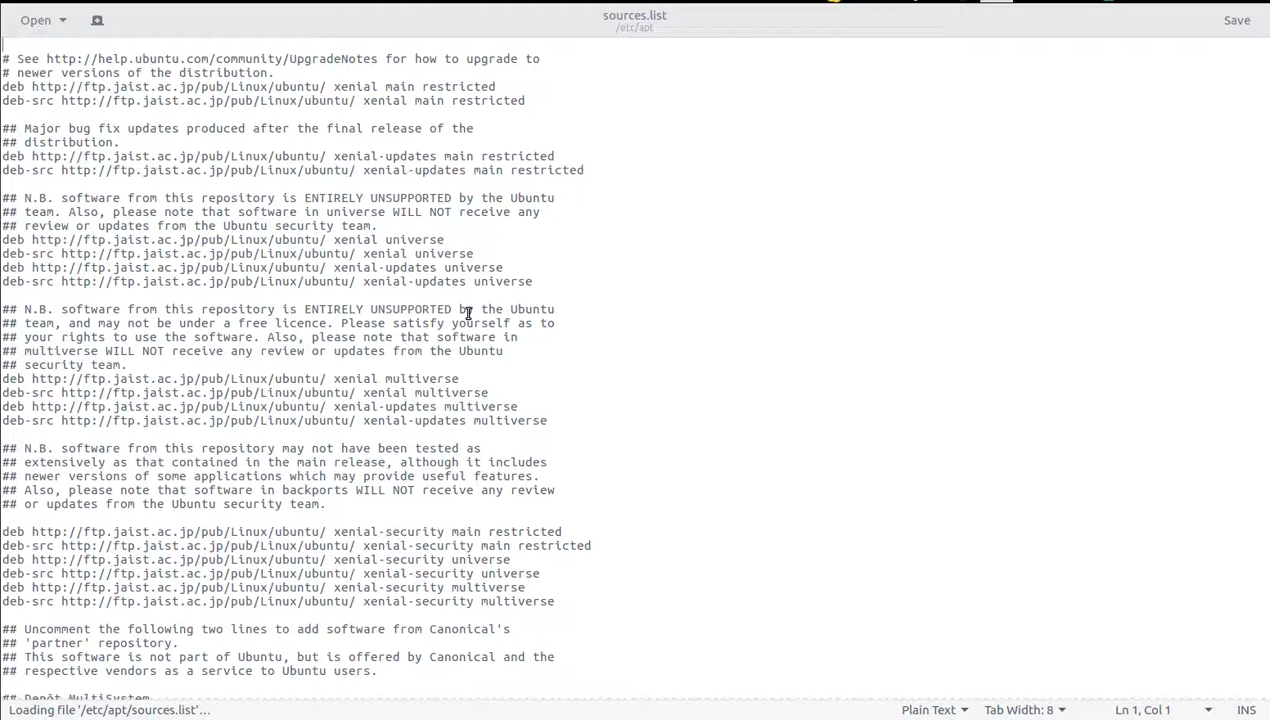 Open
sources.list
/etc/apt
Save
# See http://help.ubuntu.com/community/UpgradeNotes for how to upgrade to
# newer versions of the distribution.
deb http://ftp.jaist.ac.jp/pub/Linux/ubuntu/ xenial main restricted
deb-src http://ftp.jaist.ac.jp/pub/Linux/ubuntu/ xenial main restricted
## Major bug fix updates produced after the final release of the
## distribution.
deb http://ftp.jaist.ac.jp/pub/Linux/ubuntu/ xenial-updates main restricted
deb-src http://ftp.jaist.ac.jp/pub/Linux/ubuntu/ xenial-updates main restricted
## N.B. software from this repository is ENTIRELY UNSUPPORTED by the Ubuntu
## team. Also, please note that software in universe WILL NOT receive any
## review or updates from the Ubuntu security team.
deb http://ftp.jaist.ac.jp/pub/Linux/ubuntu/ xenial universe
deb-src http://ftp.jaist.ac.jp/pub/Linux/ubuntu/ xenial universe
deb http://ftp.jaist.ac.jp/pub/Linux/ubuntu/ xenial-updates universe
deb-src http://ftp.jaist.ac.jp/pub/Linux/ubuntu/ xenial-updates universe
## N.B. software from this repository is ENTIRELY UNSUPPORTED by the Ubuntu
## team, and may not be under a free licence. Please satisfy yourself as to
## your rights to use the software. Also, please note that software in
## multiverse WILL NOT receive any review or updates from the Ubuntu
## security team.
deb http://ftp.jaist.ac.jp/pub/Linux/ubuntu/ xenial multiverse
deb-src http://ftp.jaist.ac.jp/pub/Linux/ubuntu/ xenial multiverse
deb http://ftp.jaist.ac.jp/pub/Linux/ubuntu/ xenial-updates multiverse
deb-src http://ftp.jaist.ac.jp/pub/Linux/ubuntu/ xenial-updates multiverse
## N.B. software from this repository may not have been tested as
## extensively as that contained in the main release, although it includes
## newer versions of some applications which may provide useful features.
## Also, please note that software in backports WILL NOT receive any review
## or updates from the Ubuntu security team.
deb http://ftp.jaist.ac.jp/pub/Linux/ubuntu/ xenial-security main restricted
deb-src http://ftp.jaist.ac.jp/pub/Linux/ubuntu/ xenial-security main restricted
deb http://ftp.jaist.ac.jp/pub/Linux/ubuntu/ xenial-security universe
deb-src http://ftp.jaist.ac.jp/pub/Linux/ubuntu/ xenial-security universe
deb http://ftp.jaist.ac.jp/pub/Linux/ubuntu/ xenial-security multiverse
deb-src http://ftp.jaist.ac.jp/pub/Linux/ubuntu/ xenial-security multiverse
## Uncomment the following two lines to add software from Canonical's
## 'partner' repository.
## This software is not part of Ubuntu, but is offered by Canonical and the
## respective vendors as a service to Ubuntu users.
## Depôt MultiSystem
Loading file '/etc/apt/sources.list'…
Plain Text
Tab Width: 8
Ln 1, Col 1
INS